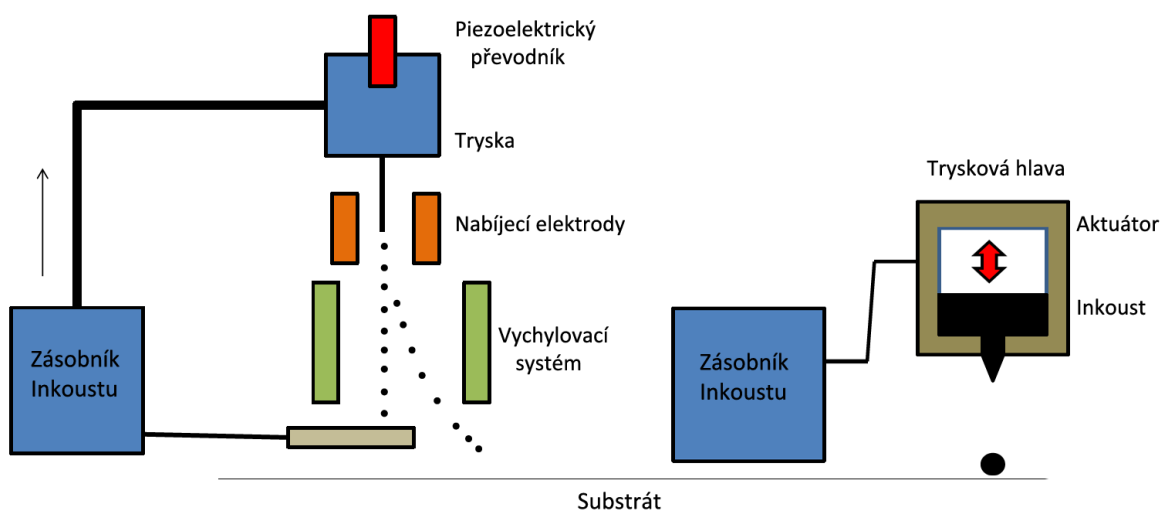 Piezoelektrický
převodník
Tryska
Nabíjecí elektrody
Vychylovací
systém
Zásobník
Inkoustu
Trysková hlava
Aktuátor
Inkoust
Zásobník
Inkoustu
Substrát